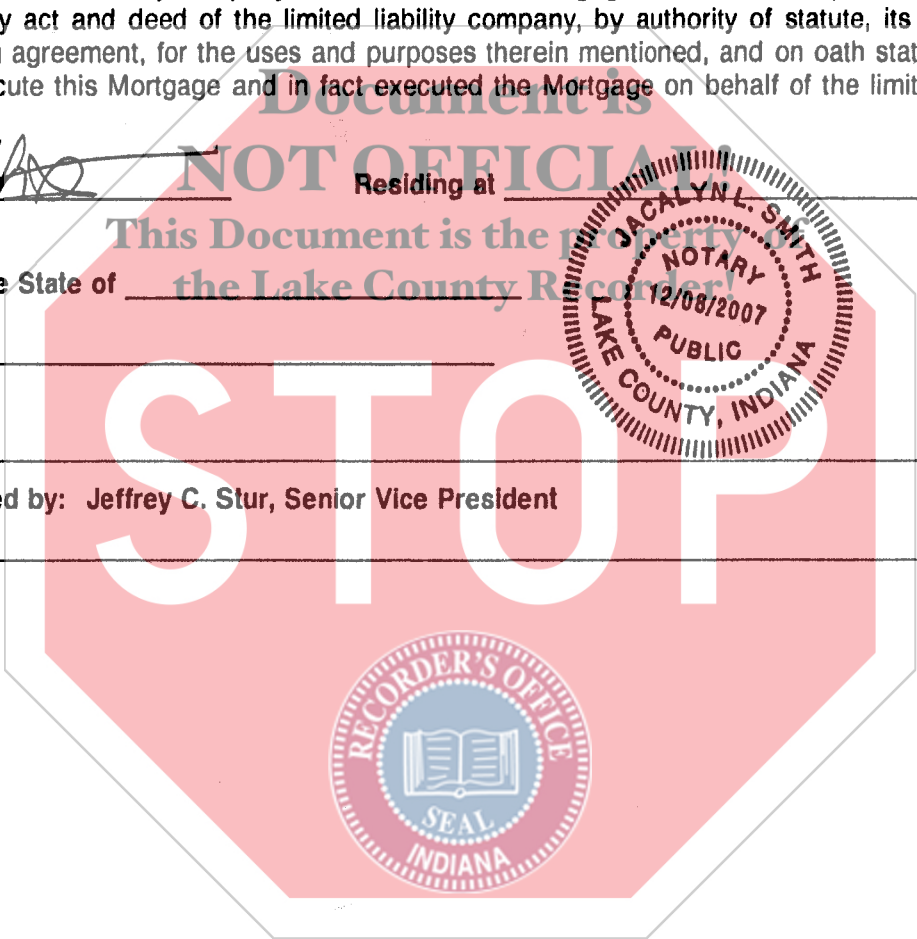 y act and deed of the limited liability company, by authority of statute, its
agreement, for the uses and purposes therein mentioned, and on oath stat
cute this Mortgage and in fact executed the Mortgage on behalf of the limit
Document is
NOT OFFICIAL!
This Document is the property of
the Lake County Recorder!
Residing at
e State of
JACALYN L. SMITH
NOTARY
12/08/2007
PUBLIC
LAKE COUNTY, INDIANA
STOP
ed by: Jeffrey C. Stur, Senior Vice President
RECORDER'S OFFICE
SEAL
INDIANA